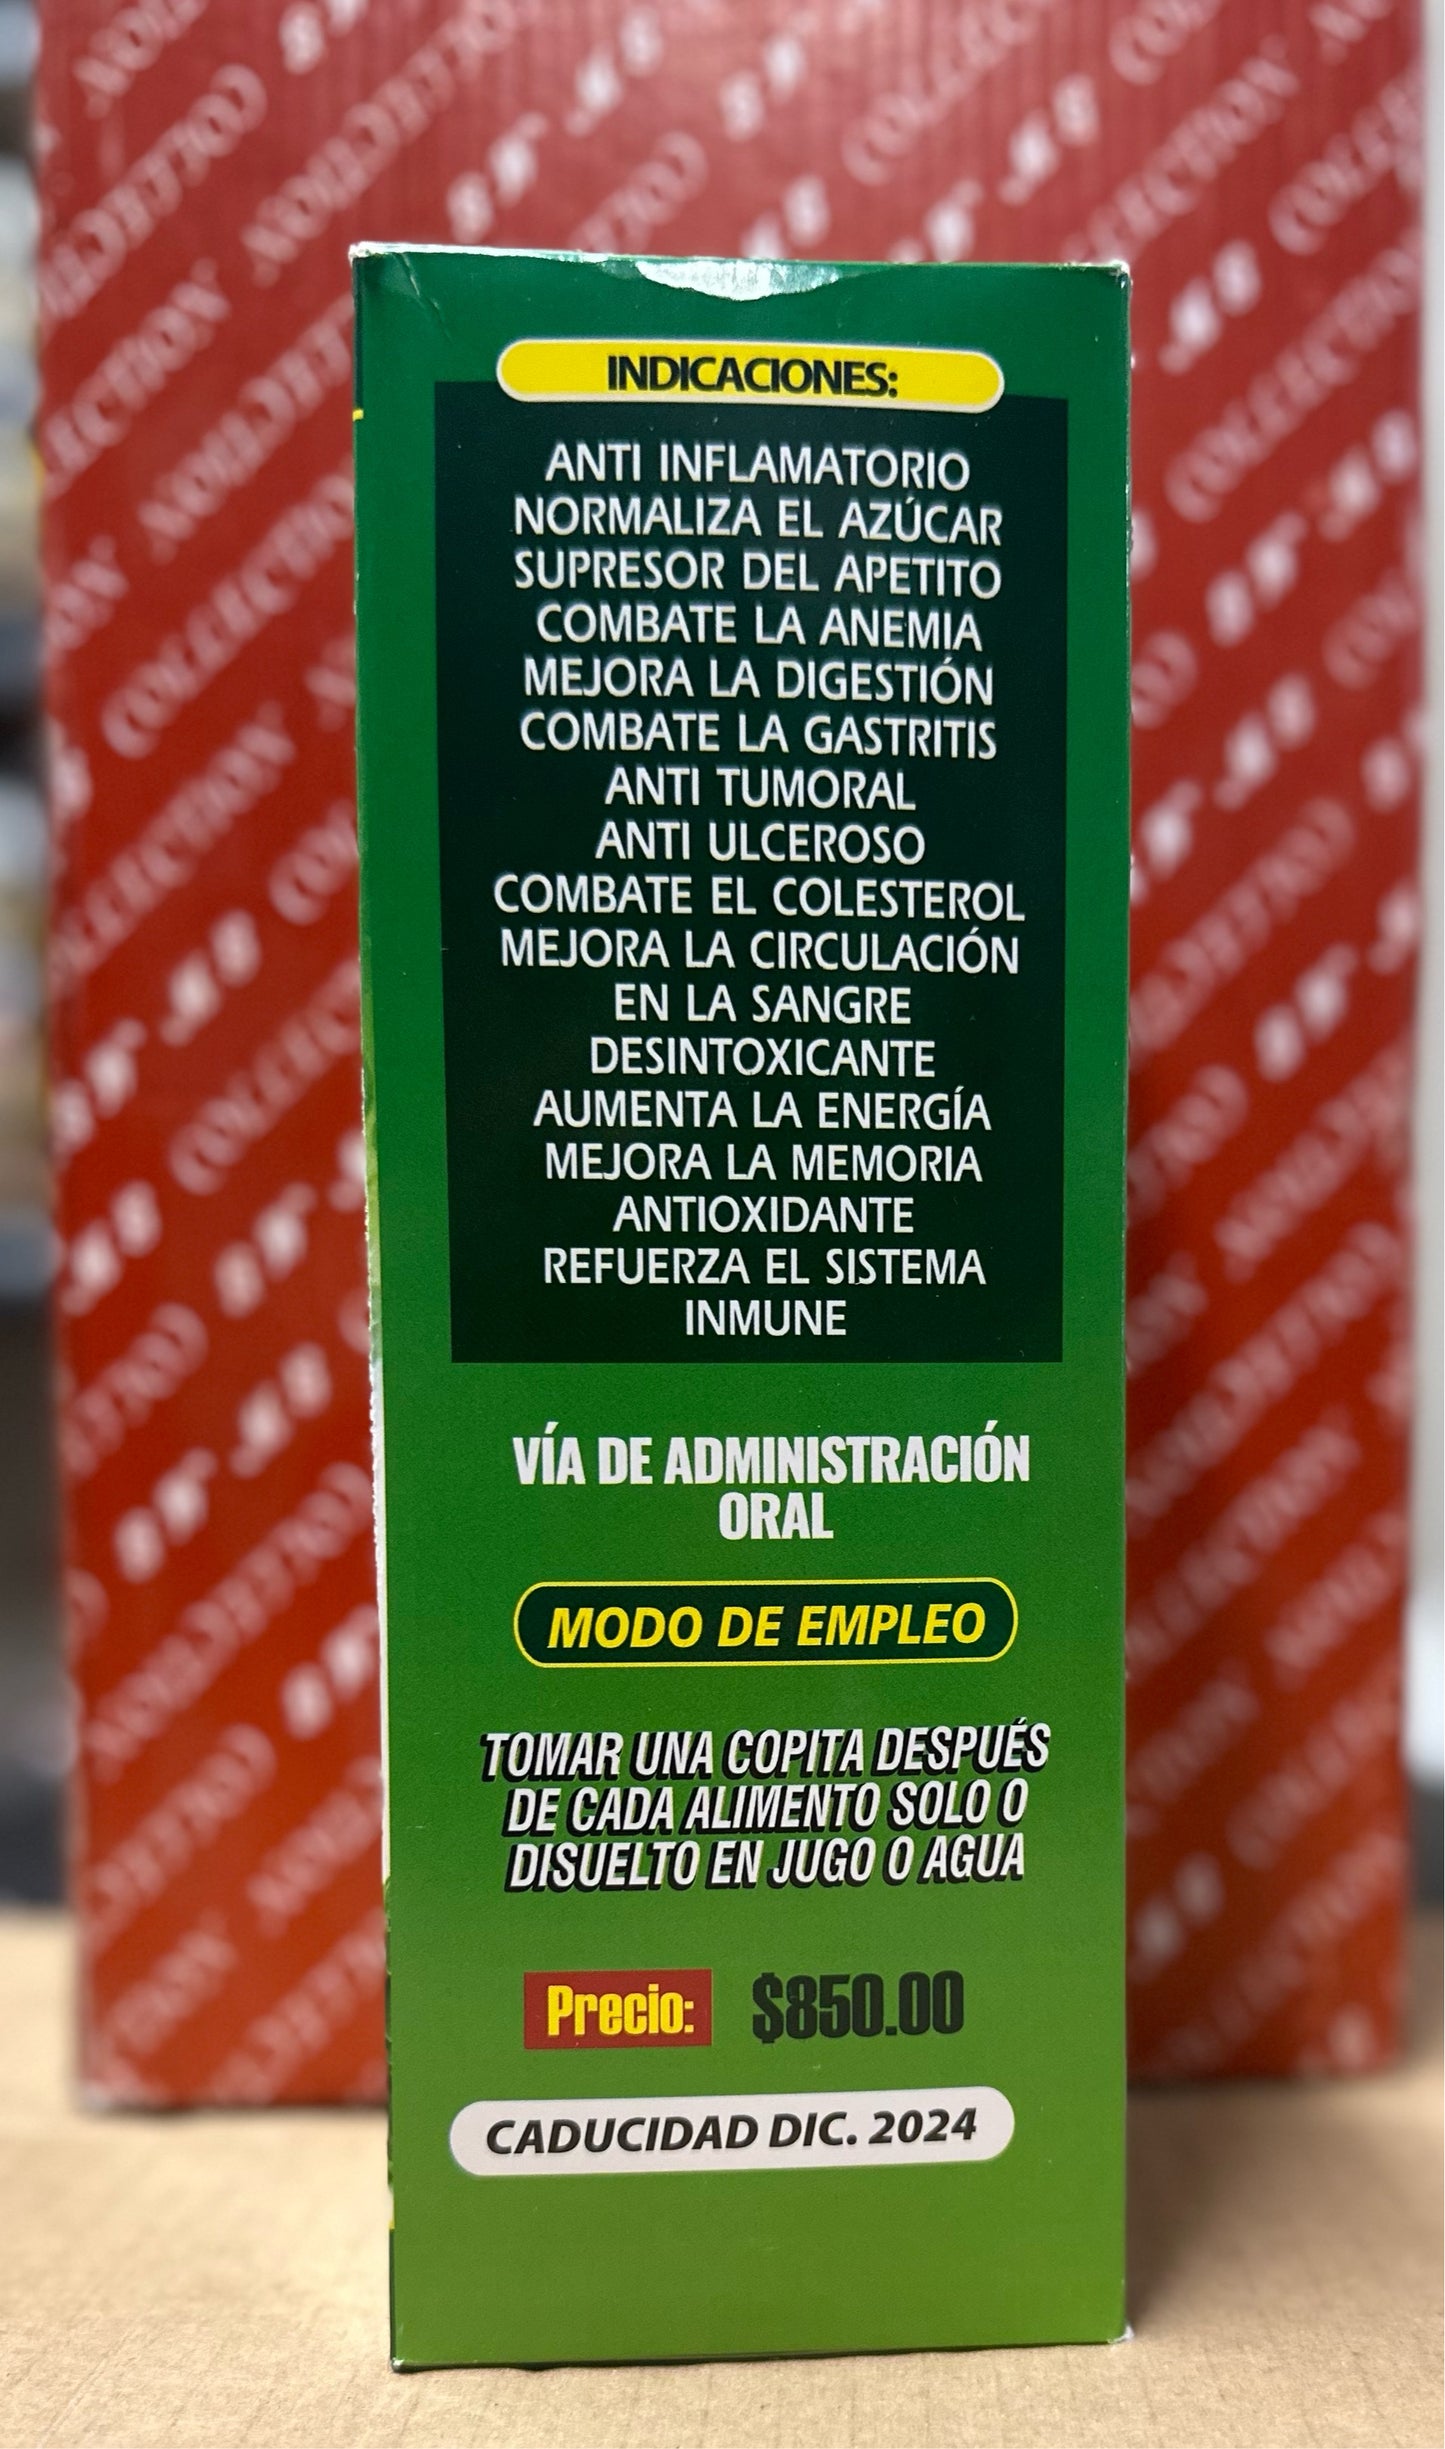 INDICACIONES:
ANTI INFLAMATORIO
NORMALIZA EL AZÚCAR
SUPRESOR DEL APETITO
COMBATE LA ANEMIA
MEJORA LA DIGESTIÓN
COMBATE LA GASTRITIS
ANTI TUMORAL
ANTI ULCEROSO
COMBATE EL COLESTEROL
MEJORA LA CIRCULACIÓN
EN LA SANGRE
DESINTOXICANTE
AUMENTA LA ENERGÍA
MEJORA LA MEMORIA
ANTIOXIDANTE
REFUERZA EL SISTEMA
INMUNE
VÍA DE ADMINISTRACIÓN
ORAL
MODO DE EMPLEO
TOMAR UNA COPITA DESPUÉS
DE CADA ALIMENTO SOLO O
DISUELTO EN JUGO O AGUA
Precio: $850.00
CADUCIDAD DIC. 2024
COLLECTION